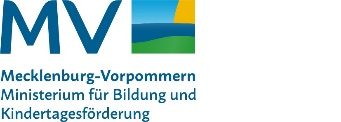 MV
Mecklenburg-Vorpommern
Ministerium für Bildung und
Kindertagesförderung